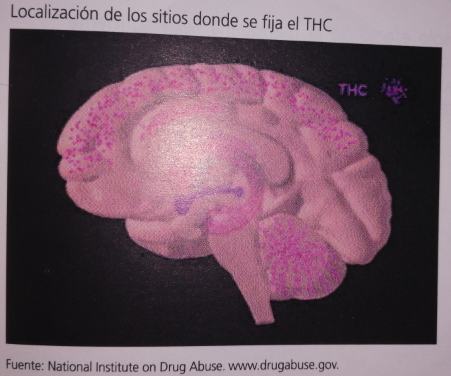 Localización de los sitios donde se fija el THC
THC
Fuente: National Institute on Drug Abuse. www.drugabuse.gov.